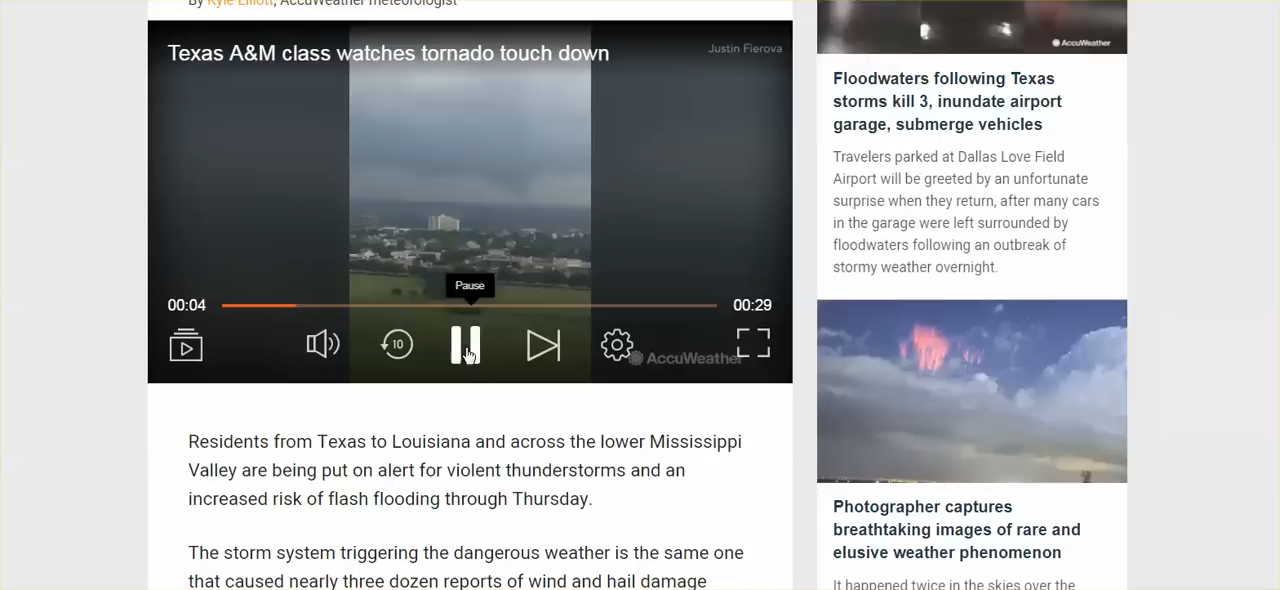 By Kyle Elliott, AccuWeather meteorologist
Texas A&M class watches tornado touch down
Justin Fierova
Pause
00:04
00:29
10
AccuWeather
Residents from Texas to Louisiana and across the lower Mississippi
Valley are being put on alert for violent thunderstorms and an
increased risk of flash flooding through Thursday.
The storm system triggering the dangerous weather is the same one
that caused nearly three dozen reports of wind and hail damage
AccuWeather
Floodwaters following Texas
storms kill 3, inundate airport
garage, submerge vehicles
Travelers parked at Dallas Love Field
Airport will be greeted by an unfortunate
surprise when they return, after many cars
in the garage were left surrounded by
floodwaters following an outbreak of
stormy weather overnight.
Photographer captures
breathtaking images of rare and
elusive weather phenomenon
It happened twice in the skies over the